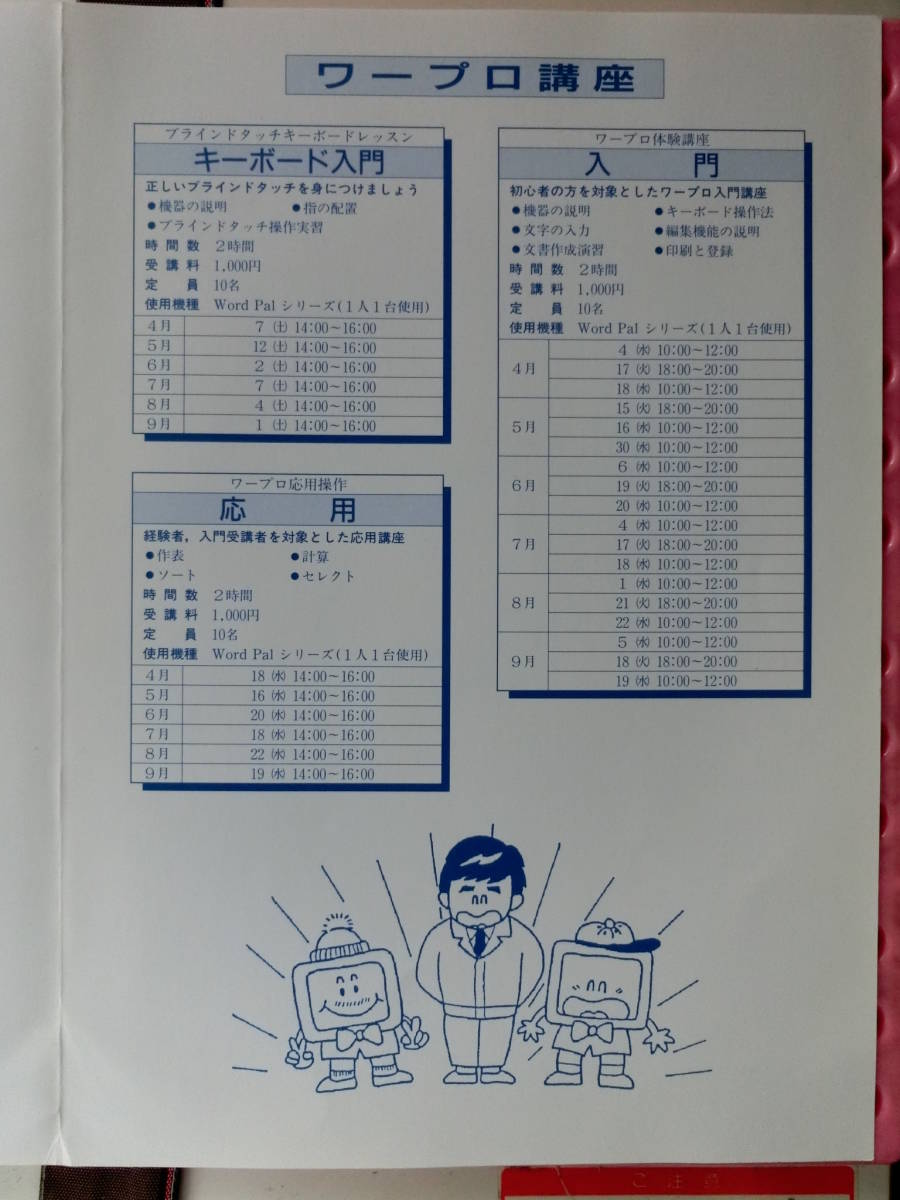 ワープロ講座
ブラインドタッチキーボードレッスン
キーボード入門
正しいブラインドタッチを身につけましょう
●機器の説明 ●指の配置
●ブラインドタッチ操作実習
時間数 2時間
受講料 1,000円
定員 10名
使用機種 Word Pal シリーズ(1人1台使用)
4月 7 (土) 14:00〜16:00
5月 12 (土) 14:00〜16:00
6月 2 (土) 14:00〜16:00
7月 7 (土) 14:00〜16:00
8月 4 (土) 14:00〜16:00
9月 1 (土) 14:00〜16:00
ワープロ応用操作
応用
経験者，入門受講者を対象とした応用講座
●作表 ●計算
●ソート ●セレクト
時間数 2時間
受講料 1,000円
定員 10名
使用機種 Word Pal シリーズ(1人1台使用)
4月 18 (水) 14:00〜16:00
5月 16 (水) 14:00〜16:00
6月 20 (水) 14:00〜16:00
7月 18 (水) 14:00〜16:00
8月 22 (水) 14:00〜16:00
9月 19 (水) 14:00〜16:00
ワープロ体験講座
入門
初心者の方を対象としたワープロ入門講座
●機器の説明 ●キーボード操作法
●文字の入力 ●編集機能の説明
●文書作成演習 ●印刷と登録
時間数 2時間
受講料 1,000円
定員 10名
使用機種 Word Pal シリーズ(1人1台使用)
4月 4 (水) 10:00〜12:00
17 (火) 18:00〜20:00
18 (水) 10:00〜12:00
5月 15 (火) 18:00〜20:00
16 (水) 10:00〜12:00
30 (水) 10:00〜12:00
6月 6 (水) 10:00〜12:00
19 (火) 18:00〜20:00
20 (水) 10:00〜12:00
7月 4 (水) 10:00〜12:00
17 (火) 18:00〜20:00
18 (水) 10:00〜12:00
8月 1 (水) 10:00〜12:00
21 (火) 18:00〜20:00
22 (水) 10:00〜12:00
9月 5 (水) 10:00〜12:00
18 (火) 18:00〜20:00
19 (水) 10:00〜12:00
ご注意